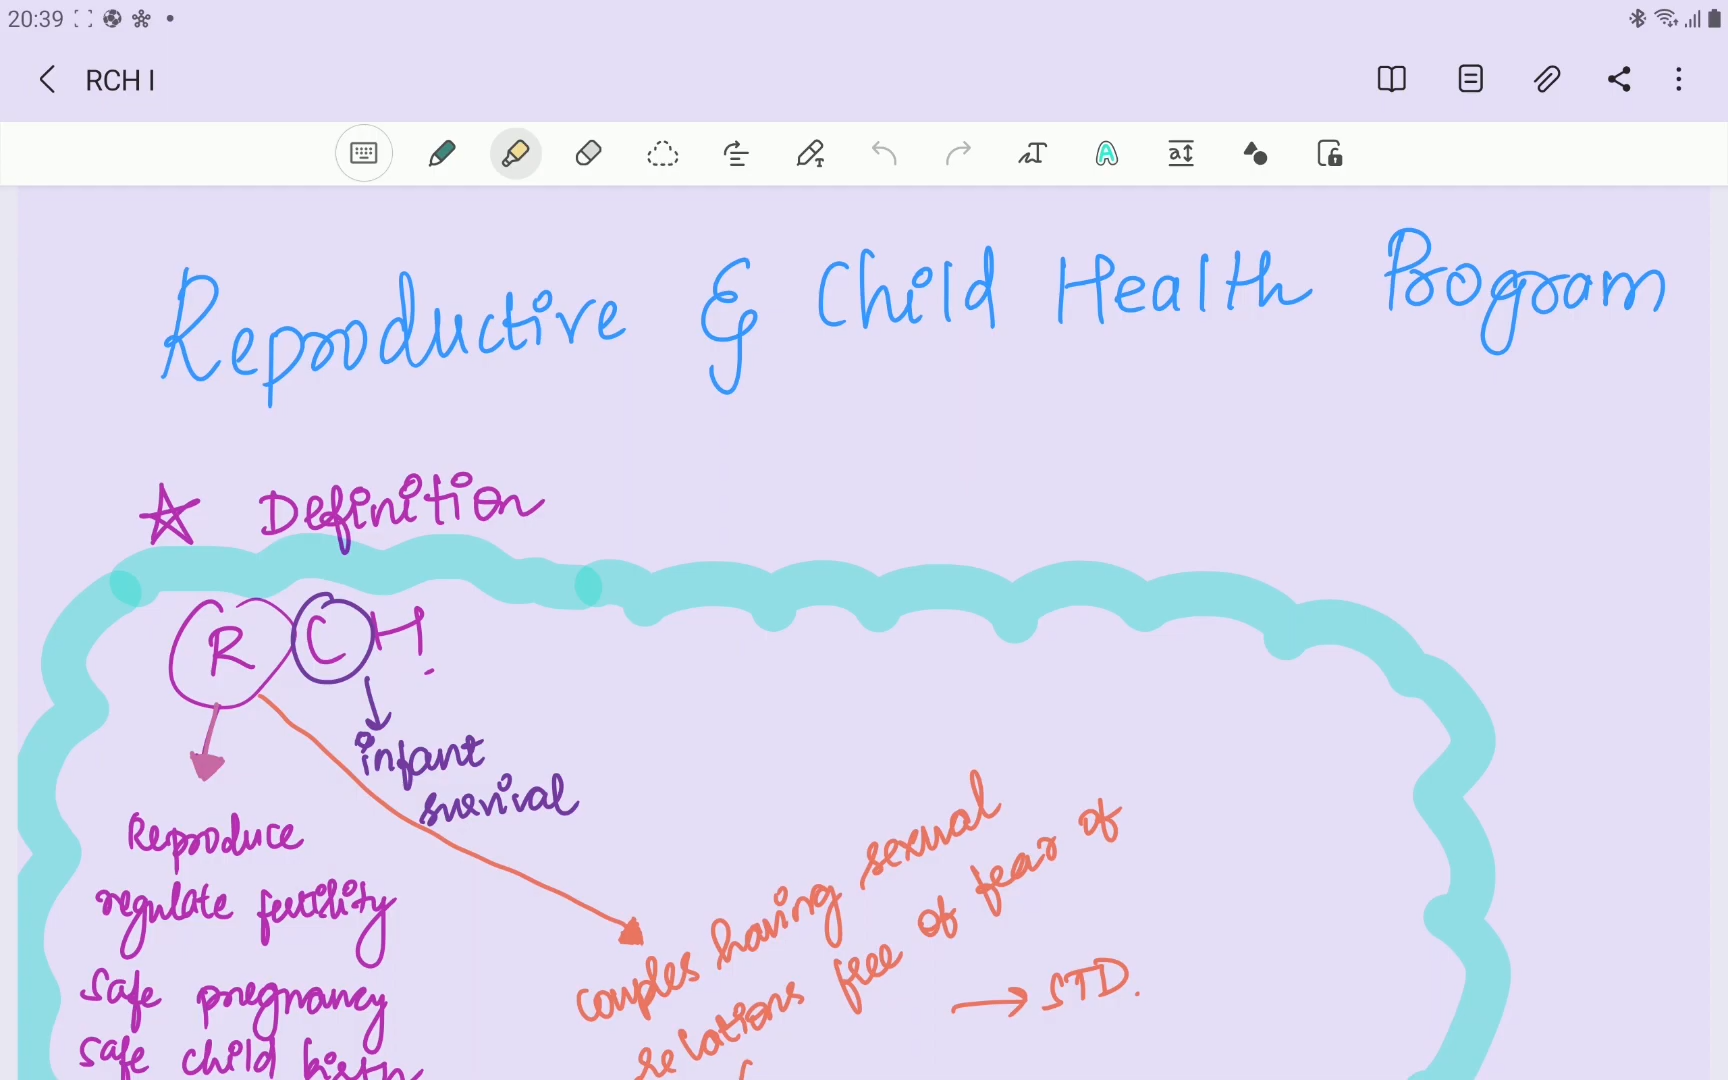 20:39
RCH I
Reproductive & Child Health Program
☆ Definition
RCH.
infant
survival
Reproduce
regulate fertility
safe pregnancy
safe child birth
couples having sexual
relations free of fear of
→ STD.